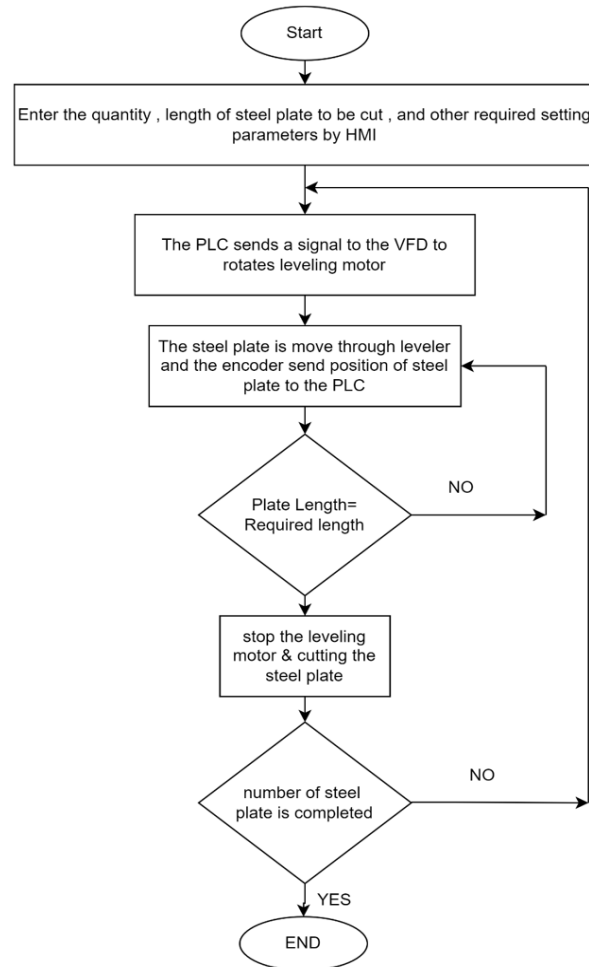 Start
Enter the quantity , length of steel plate to be cut , and other required setting
parameters by HMI
The PLC sends a signal to the VFD to
rotates leveling motor
The steel plate is move through leveler
and the encoder send position of steel
plate to the PLC
Plate Length=
Required length
NO
stop the leveling
motor & cutting the
steel plate
number of steel
plate is completed
NO
YES
END